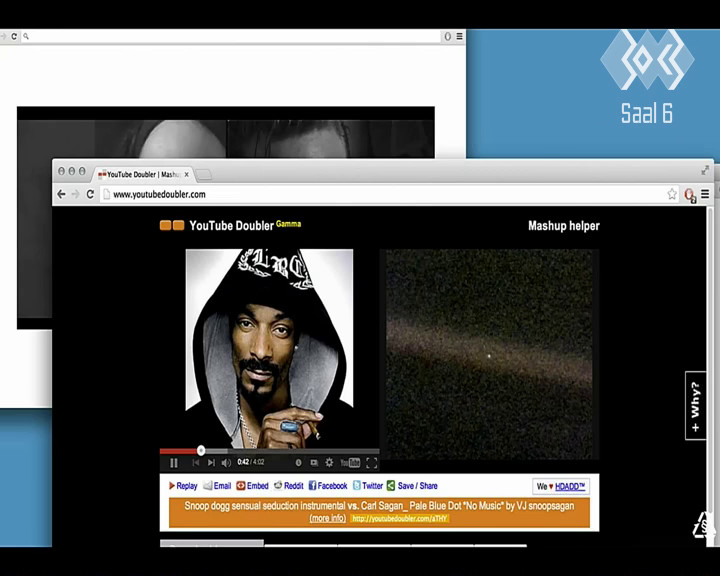 Saal 6
YouTube Doubler | Mashu
www.youtubedoubler.com
YouTube Doubler Gamma
Mashup helper
LBC
+ Why?
0:42 / 4:02
YouTube
Replay Email Embed Reddit Facebook Twitter Save / Share
We ♥ HDADD™
Snoop dogg sensual seduction instrumental vs. Carl Sagan_ Pale Blue Dot "No Music" by VJ snoopsagan
(more info) http://youtubedoubler.com/aTHY